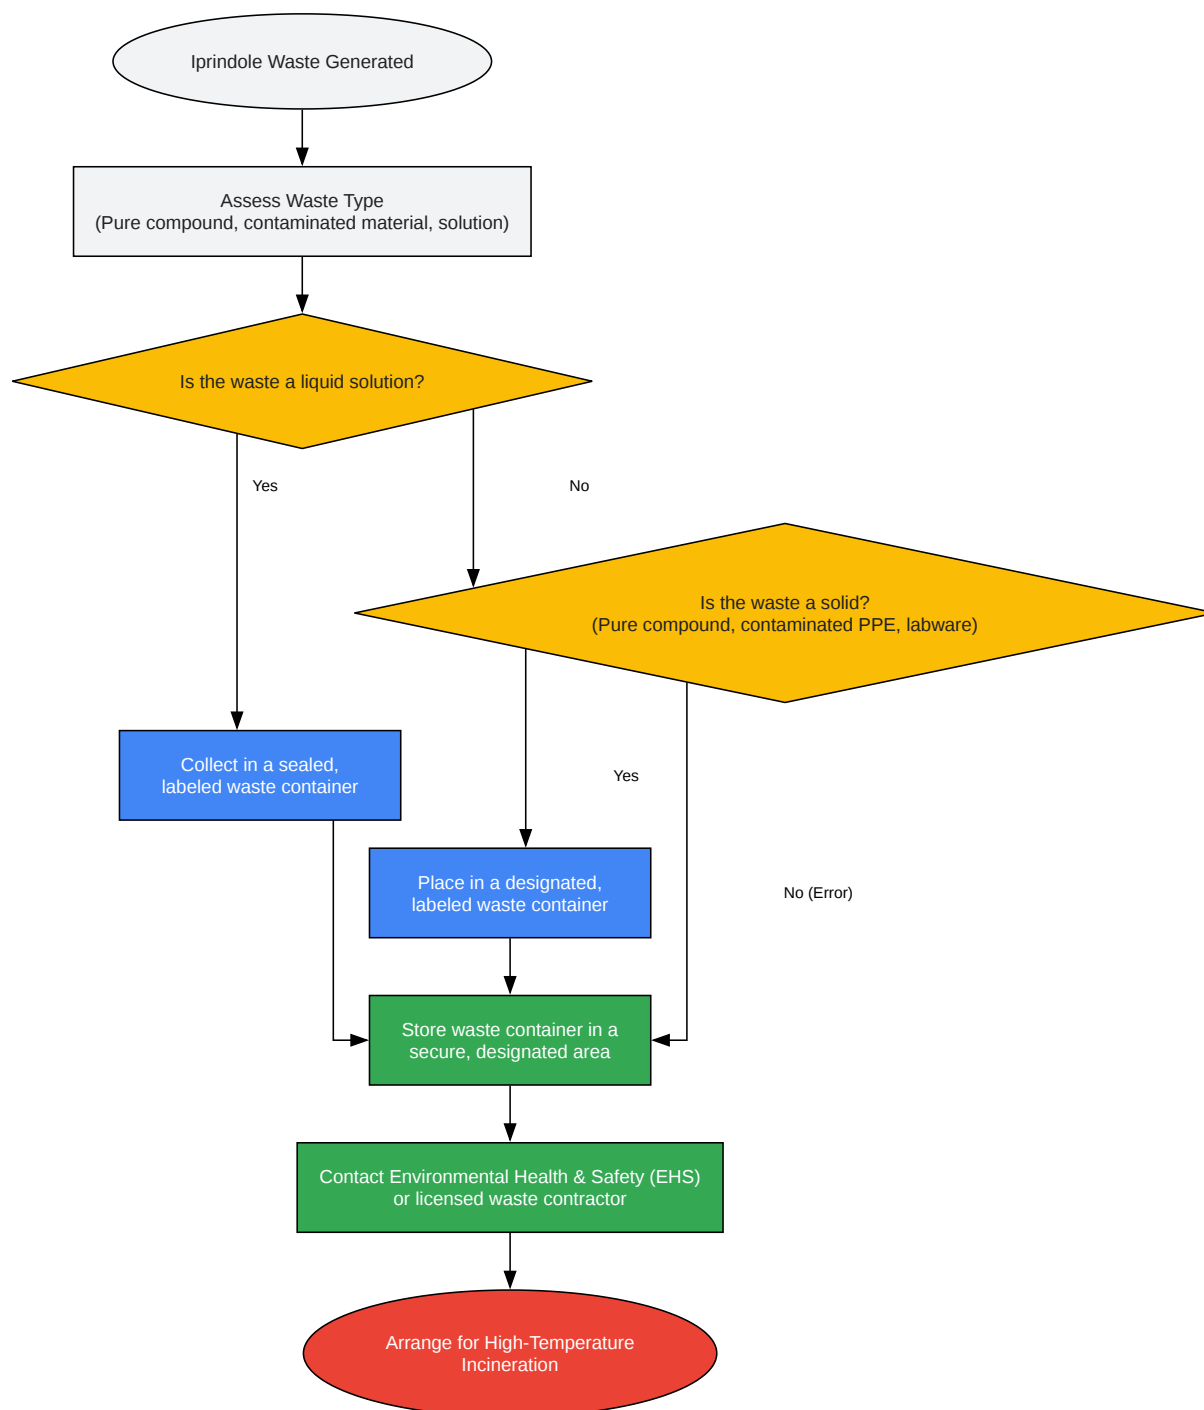 Iprindole Waste Generated
Assess Waste Type
(Pure compound, contaminated material, solution)
Is the waste a liquid solution?
Yes
No
Is the waste a solid?
(Pure compound, contaminated PPE, labware)
Collect in a sealed,
labeled waste container
Yes
Place in a designated,
labeled waste container
No (Error)
Store waste container in a
secure, designated area
Contact Environmental Health & Safety (EHS)
or licensed waste contractor
Arrange for High-Temperature
Incineration